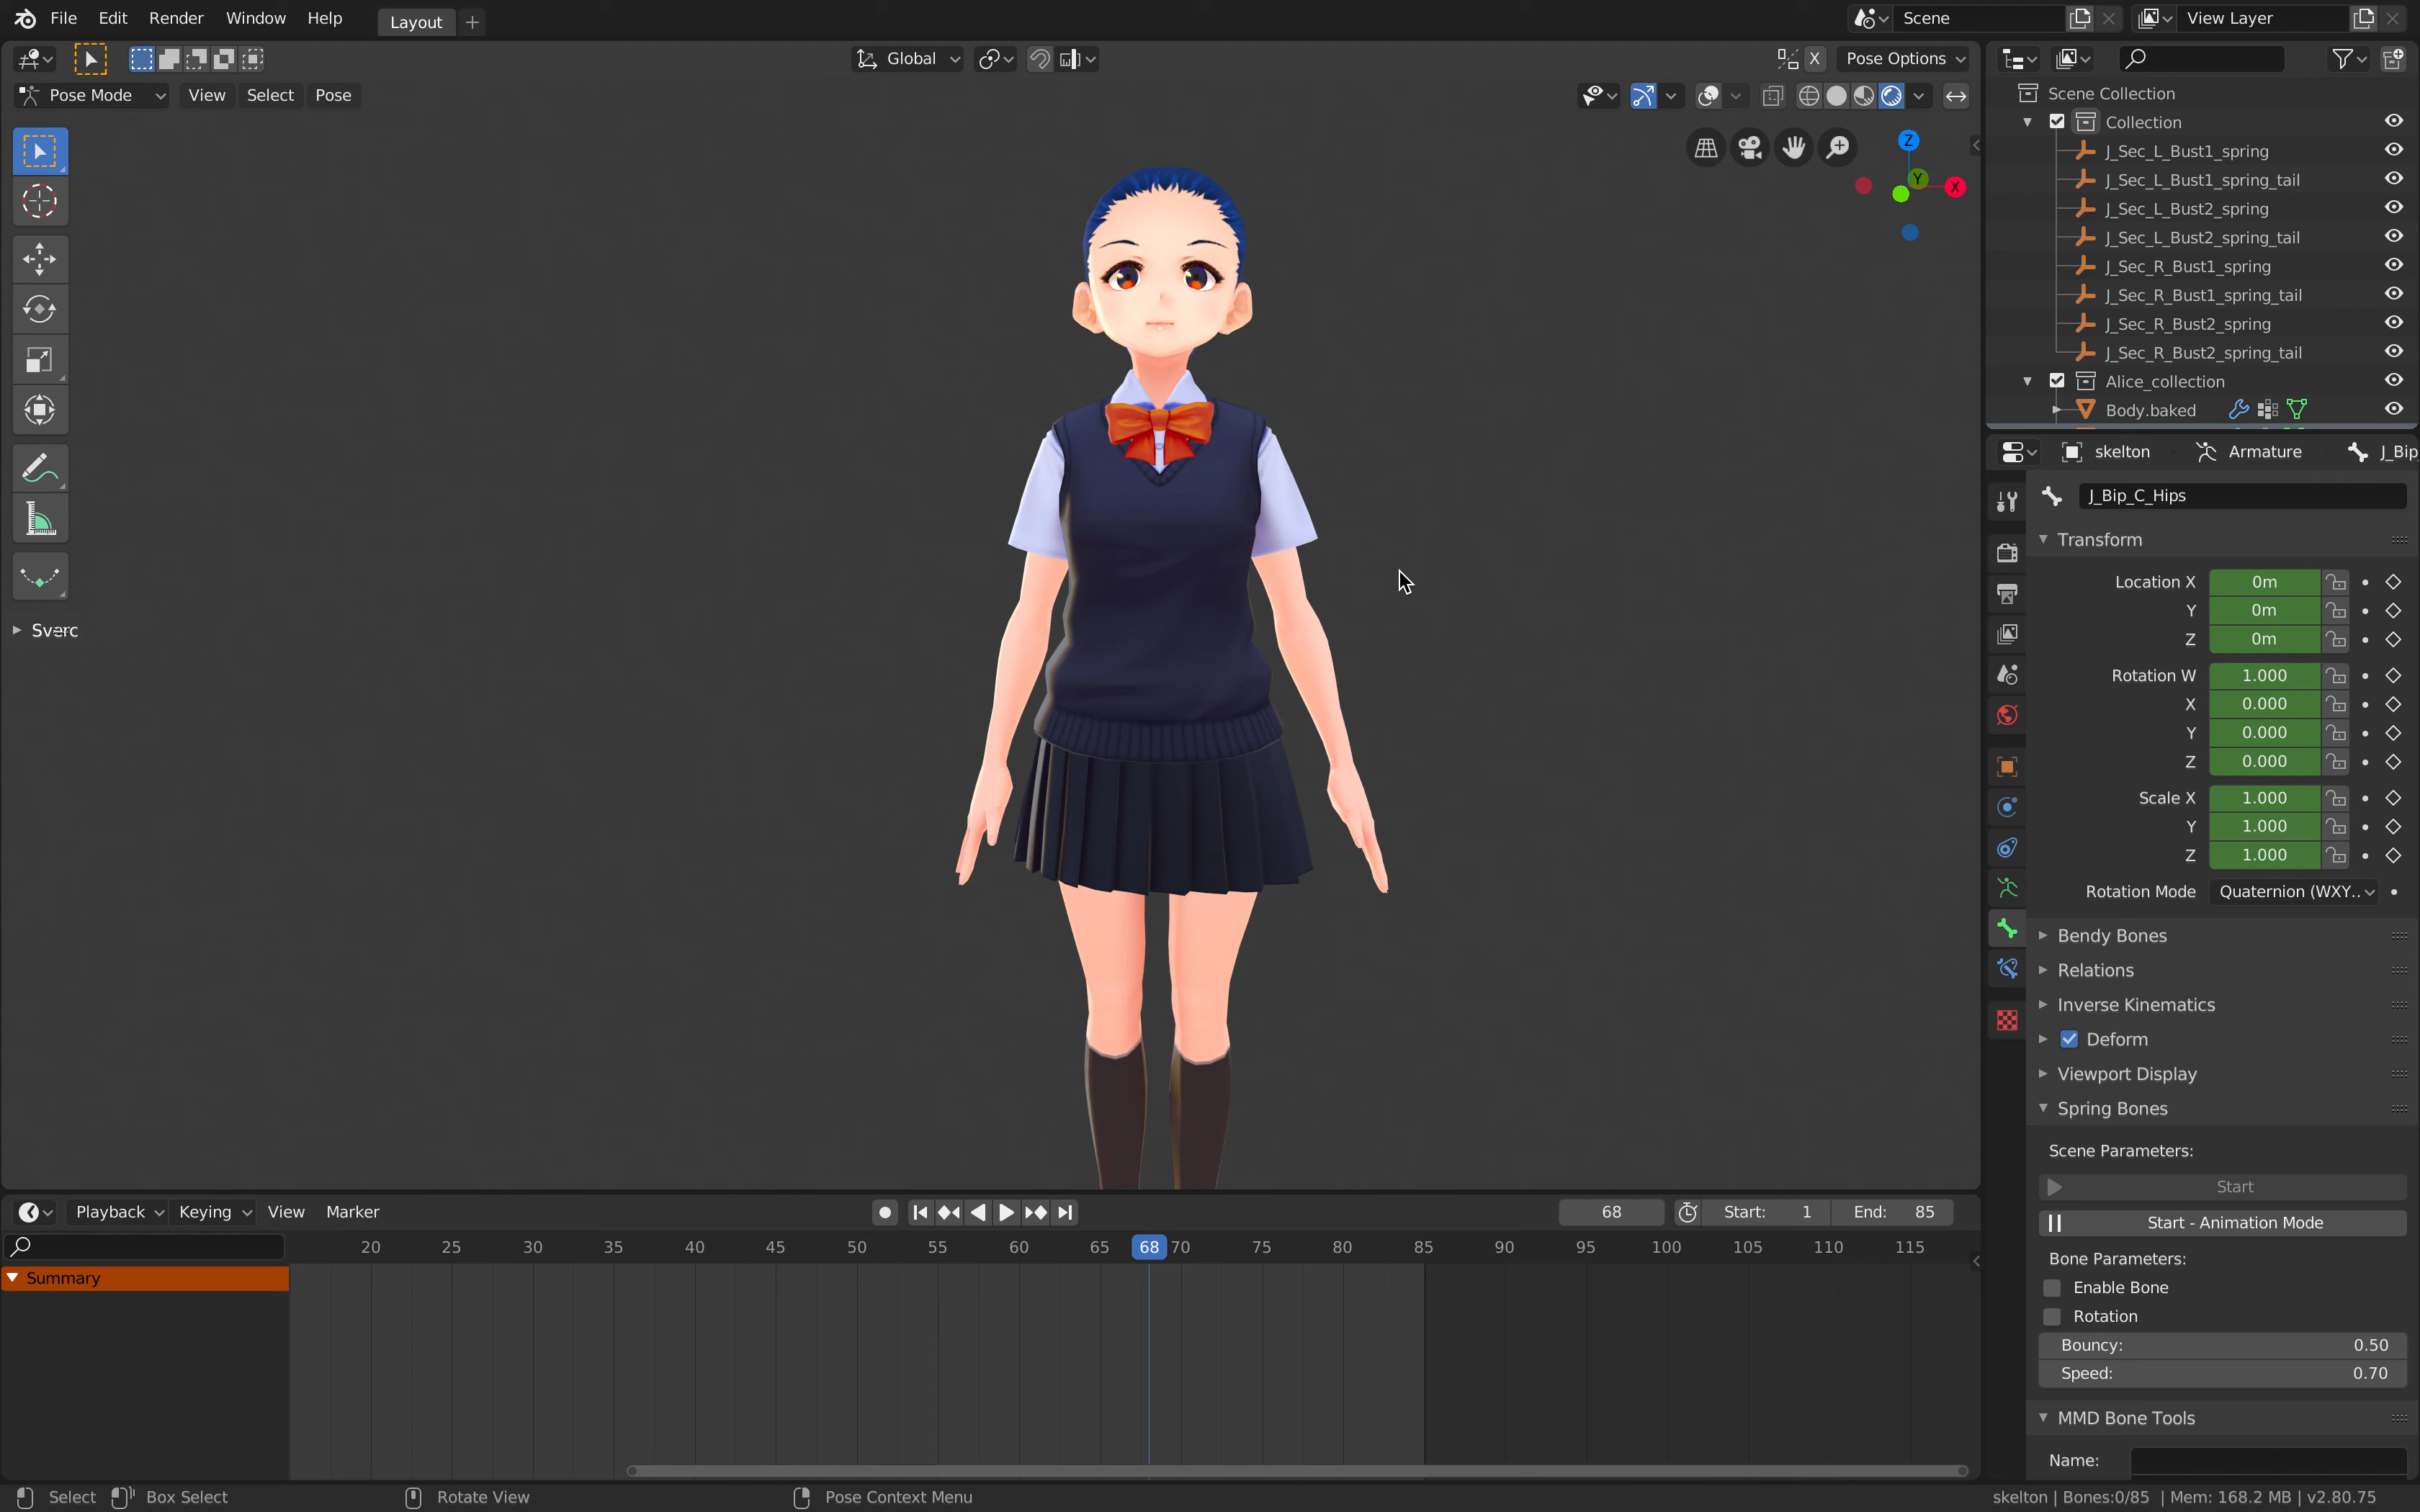 File Edit Render Window Help Layout + Scene View Layer
Global X Pose Options
Pose Mode View Select Pose
Z
Y
X
Sverc
Scene Collection
Collection
J_Sec_L_Bust1_spring
J_Sec_L_Bust1_spring_tail
J_Sec_L_Bust2_spring
J_Sec_L_Bust2_spring_tail
J_Sec_R_Bust1_spring
J_Sec_R_Bust1_spring_tail
J_Sec_R_Bust2_spring
J_Sec_R_Bust2_spring_tail
Alice_collection
Body.baked
skelton Armature J_Bip
J_Bip_C_Hips
Transform
Location X 0m
Y 0m
Z 0m
Rotation W 1.000
X 0.000
Y 0.000
Z 0.000
Scale X 1.000
Y 1.000
Z 1.000
Rotation Mode Quaternion (WXY..
Bendy Bones
Relations
Inverse Kinematics
Deform
Viewport Display
Spring Bones
Scene Parameters:
Start
Start - Animation Mode
Bone Parameters:
Enable Bone
Rotation
Bouncy: 0.50
Speed: 0.70
MMD Bone Tools
Name:
Playback Keying View Marker 68 Start: 1 End: 85
20 25 30 35 40 45 50 55 60 65 68 70 75 80 85 90 95 100 105 110 115
Summary
Select Box Select Rotate View Pose Context Menu skelton | Bones:0/85 | Mem: 168.2 MB | v2.80.75